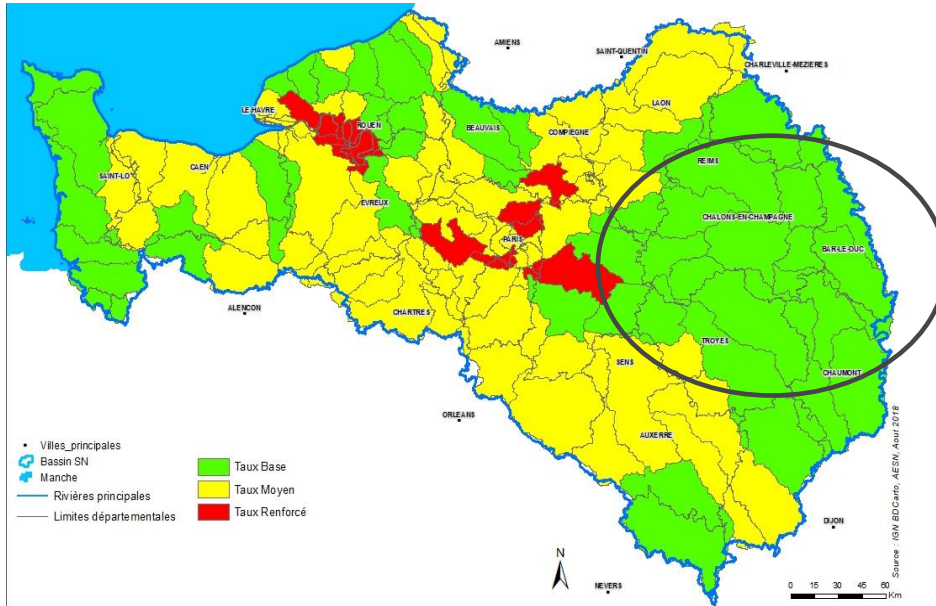 AMIENS
SAINT-QUENTIN
CHARLEVILLE-MEZIERES
LAON
LE HAVRE
ROUEN
BEAUVAIS
COMPIEGNE
REIMS
CAEN
SAINT-LO
EVREUX
CHALONS-EN-CHAMPAGNE
PARIS
BAR-LE-DUC
ALENCON
CHARTRES
TROYES
SENS
CHAUMONT
ORLEANS
AUXERRE
DIJON
NEVERS
Villes_principales
Bassin SN
Manche
Rivières principales
Limites départementales
Taux Base
Taux Moyen
Taux Renforcé
N
0 15 30 45 60
Km
Source : IGN BDCarto, AESN, Aout 2018